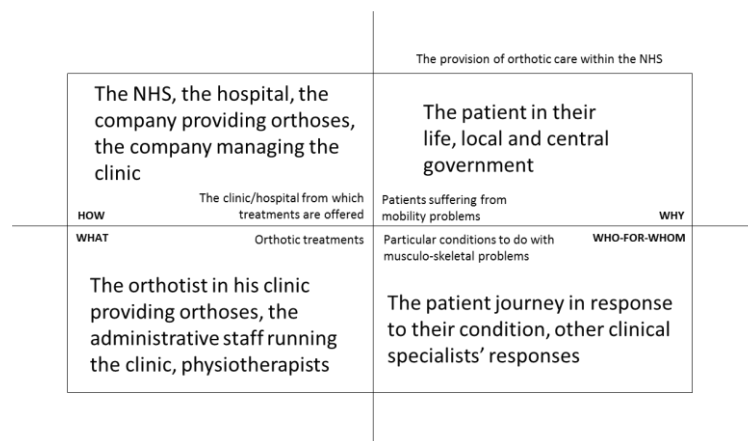 The provision of orthotic care within the NHS
The NHS, the hospital, the
company providing orthoses,
the company managing the
clinic
The clinic/hospital from which
treatments are offered
HOW
The patient in their
life, local and central
government
Patients suffering from
mobility problems
WHY
WHAT
Orthotic treatments
The orthotist in his clinic
providing orthoses, the
administrative staff running
the clinic, physiotherapists
Particular conditions to do with
musculo-skeletal problems
WHO-FOR-WHOM
The patient journey in response
to their condition, other clinical
specialists’ responses